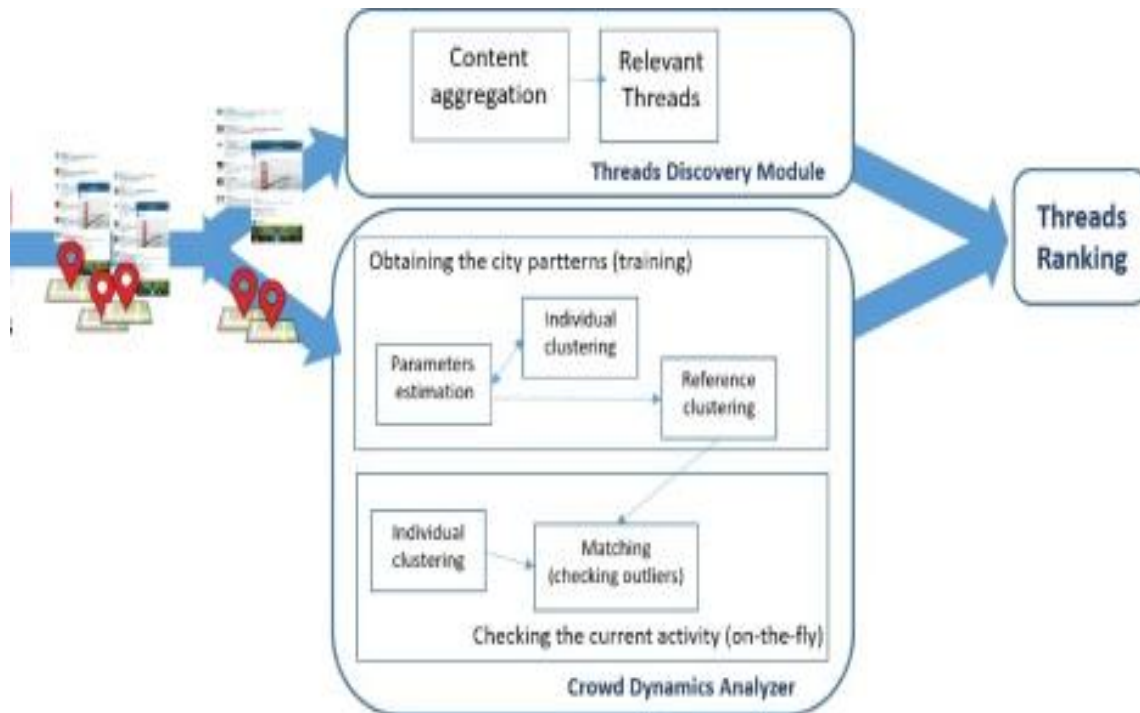 Content
aggregation
Relevant
Threads
Threads Discovery Module
Threads
Ranking
Obtaining the city partterns (training)
Individual
clustering
Parameters
estimation
Reference
clustering
Individual
clustering
Matching
(checking outliers)
Checking the current activity (on-the-fly)
Crowd Dynamics Analyzer